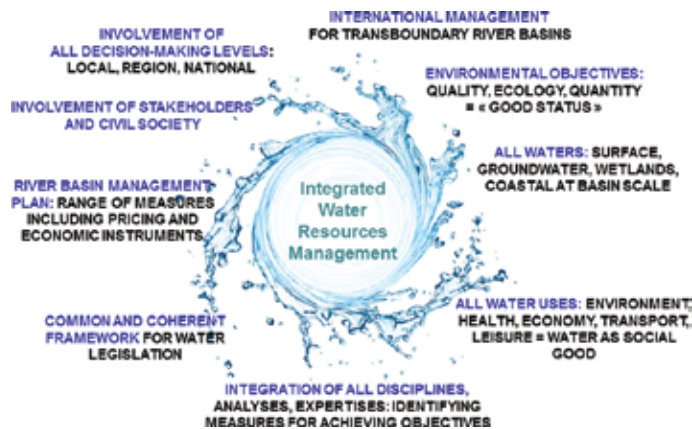 INTERNATIONAL MANAGEMENT
FOR TRANSBOUNDARY RIVER BASINS
INVOLVEMENT OF
ALL DECISION-MAKING LEVELS:
LOCAL, REGION, NATIONAL
ENVIRONMENTAL OBJECTIVES:
QUALITY, ECOLOGY, QUANTITY
= « GOOD STATUS »
INVOLVEMENT OF STAKEHOLDERS
AND CIVIL SOCIETY
ALL WATERS: SURFACE,
GROUNDWATER, WETLANDS,
COASTAL AT BASIN SCALE
RIVER BASIN MANAGEMENT
PLAN: RANGE OF MEASURES
INCLUDING PRICING AND
ECONOMIC INSTRUMENTS
Integrated
Water
Resources
Management
ALL WATER USES: ENVIRONMENT,
HEALTH, ECONOMY, TRANSPORT,
LEISURE = WATER AS SOCIAL
GOOD
COMMON AND COHERENT
FRAMEWORK FOR WATER
LEGISLATION
INTEGRATION OF ALL DISCIPLINES,
ANALYSES, EXPERTISES: IDENTIFYING
MEASURES FOR ACHIEVING OBJECTIVES